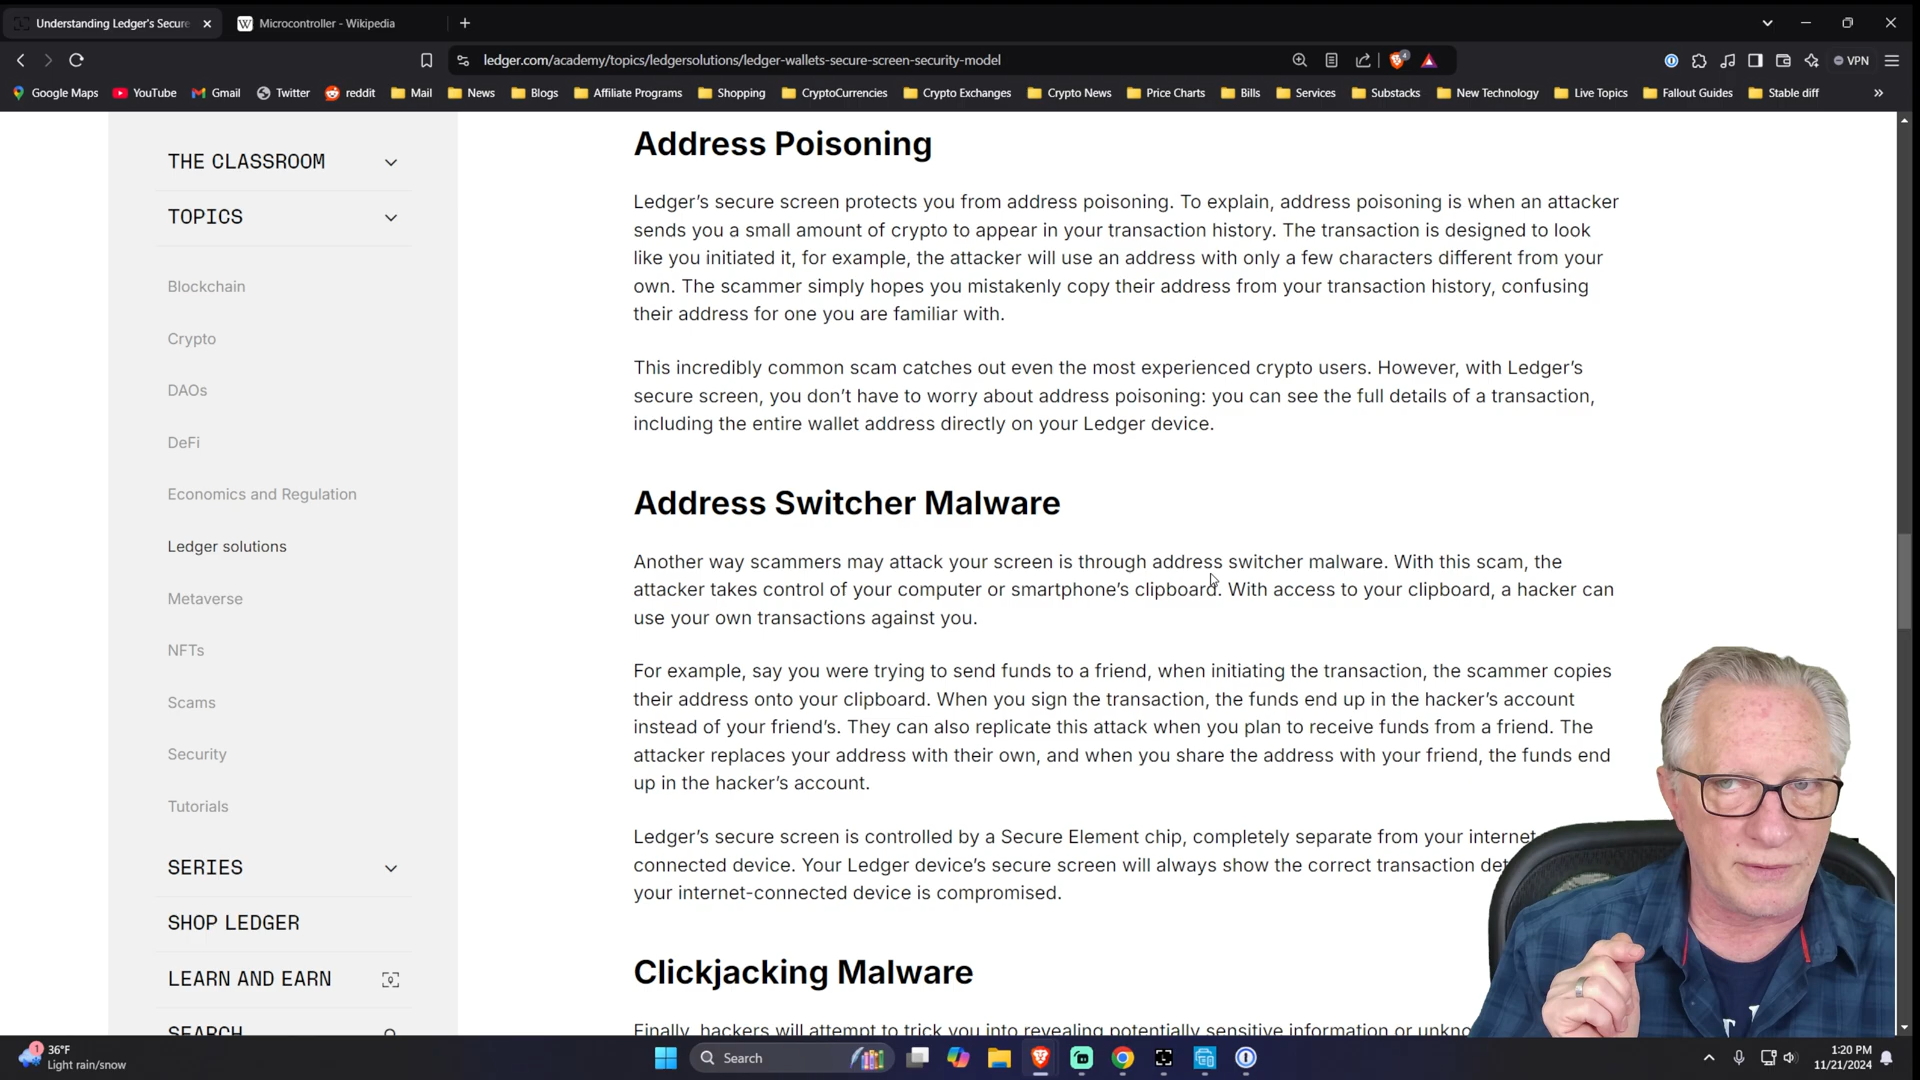 Understanding Ledger's Secure
Microcontroller - Wikipedia
ledger.com/academy/topics/ledgersolutions/ledger-wallets-secure-screen-security-model
4
VPN
Google Maps
YouTube
Gmail
Twitter
reddit
Mail
News
Blogs
Affiliate Programs
Shopping
CryptoCurrencies
Crypto Exchanges
Crypto News
Price Charts
Bills
Services
Substacks
New Technology
Live Topics
Fallout Guides
Stable diff
THE CLASSROOM
TOPICS
Blockchain
Crypto
DAOs
DeFi
Economics and Regulation
Ledger solutions
Metaverse
NFTs
Scams
Security
Tutorials
SERIES
SHOP LEDGER
LEARN AND EARN
SEARCH
Address Poisoning
Ledger’s secure screen protects you from address poisoning. To explain, address poisoning is when an attacker
sends you a small amount of crypto to appear in your transaction history. The transaction is designed to look
like you initiated it, for example, the attacker will use an address with only a few characters different from your
own. The scammer simply hopes you mistakenly copy their address from your transaction history, confusing
their address for one you are familiar with.
This incredibly common scam catches out even the most experienced crypto users. However, with Ledger’s
secure screen, you don’t have to worry about address poisoning: you can see the full details of a transaction,
including the entire wallet address directly on your Ledger device.
Address Switcher Malware
Another way scammers may attack your screen is through address switcher malware. With this scam, the
attacker takes control of your computer or smartphone’s clipboard. With access to your clipboard, a hacker can
use your own transactions against you.
For example, say you were trying to send funds to a friend, when initiating the transaction, the scammer copies
their address onto your clipboard. When you sign the transaction, the funds end up in the hacker’s account
instead of your friend’s. They can also replicate this attack when you plan to receive funds from a friend. The
attacker replaces your address with their own, and when you share the address with your friend, the funds end
up in the hacker’s account.
Ledger’s secure screen is controlled by a Secure Element chip, completely separate from your internet
connected device. Your Ledger device’s secure screen will always show the correct transaction
your internet-connected device is compromised.
Clickjacking Malware
Finally, hackers will attempt to trick you into revealing potentially sensitive information or
1
36°F
Light rain/snow
Search
1:20 PM
11/21/2024